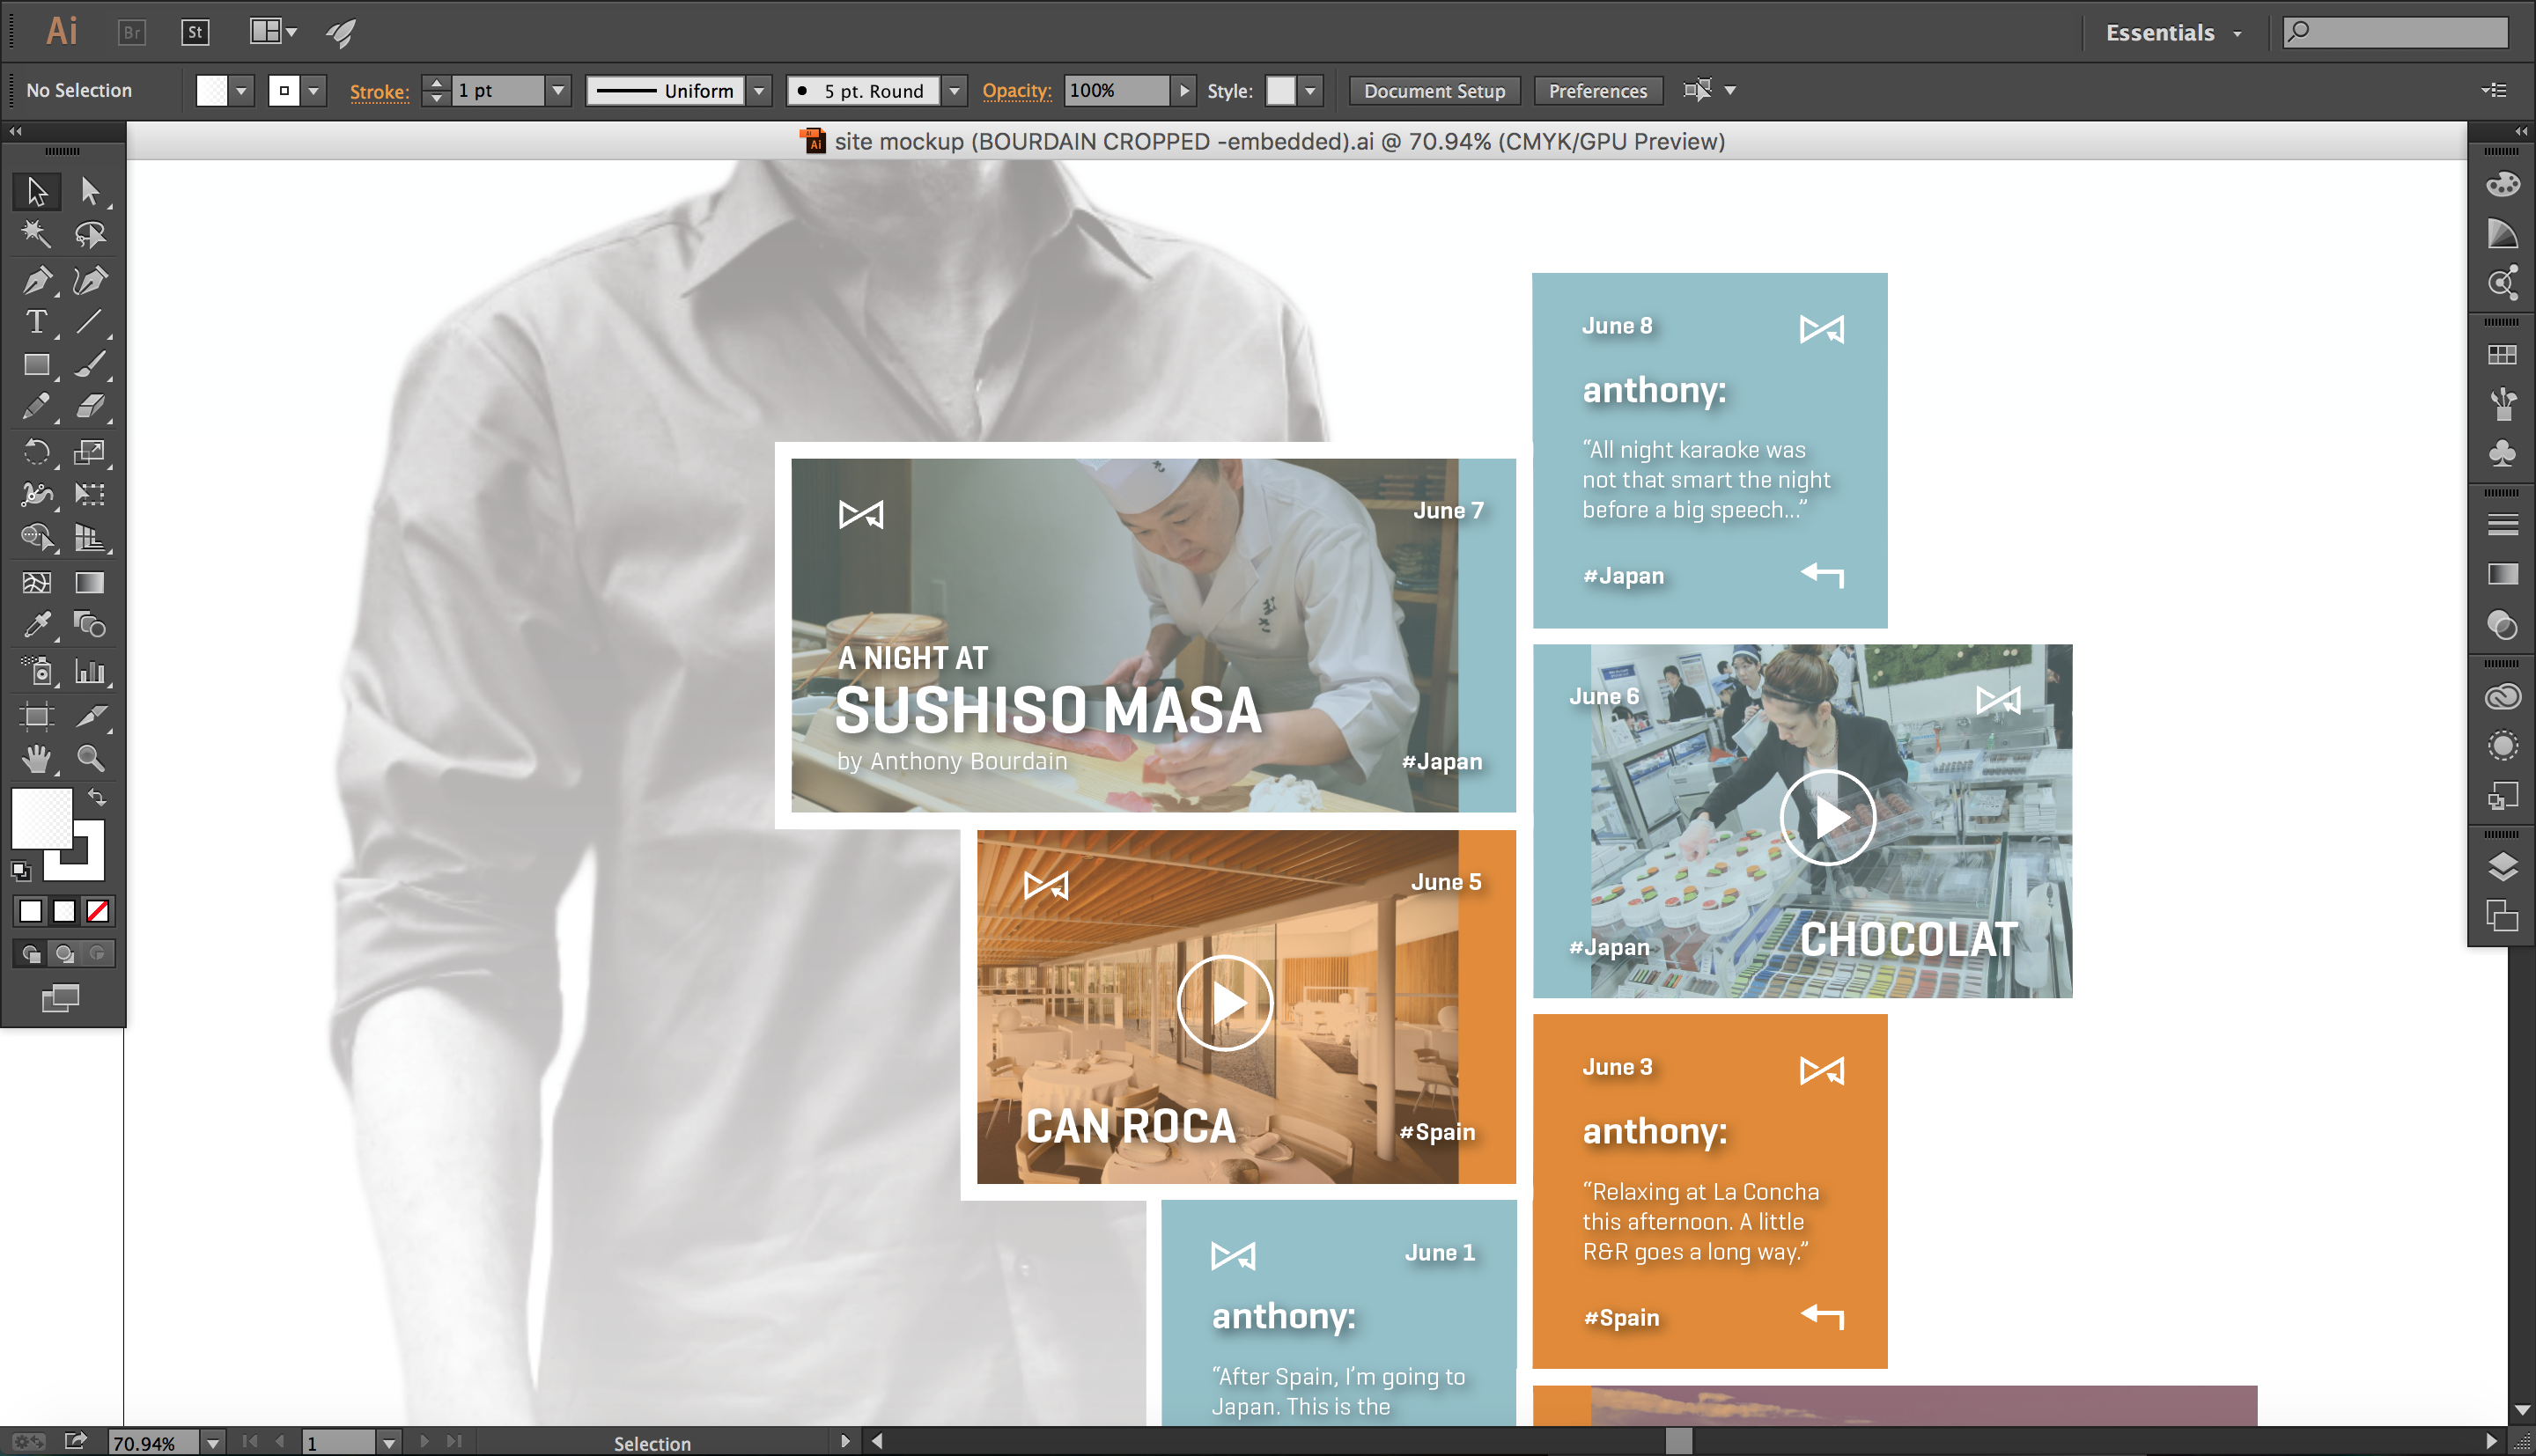 Ai
Br
St
Essentials
No Selection
Stroke:
1 pt
Uniform
5 pt. Round
Opacity:
100%
Style:
Document Setup
Preferences
site mockup (BOURDAIN CROPPED -embedded).ai @ 70.94% (CMYK/GPU Preview)
June 8
anthony:
“All night karaoke was
not that smart the night
before a big speech...”
#Japan
June 7
A NIGHT AT
SUSHISO MASA
by Anthony Bourdain
#Japan
June 6
#Japan
CHOCOLAT
June 5
CAN ROCA
#Spain
June 3
anthony:
“Relaxing at La Concha
this afternoon. A little
R&R goes a long way.”
#Spain
June 1
anthony:
“After Spain, I’m going to
Japan. This is the
70.94%
1
Selection